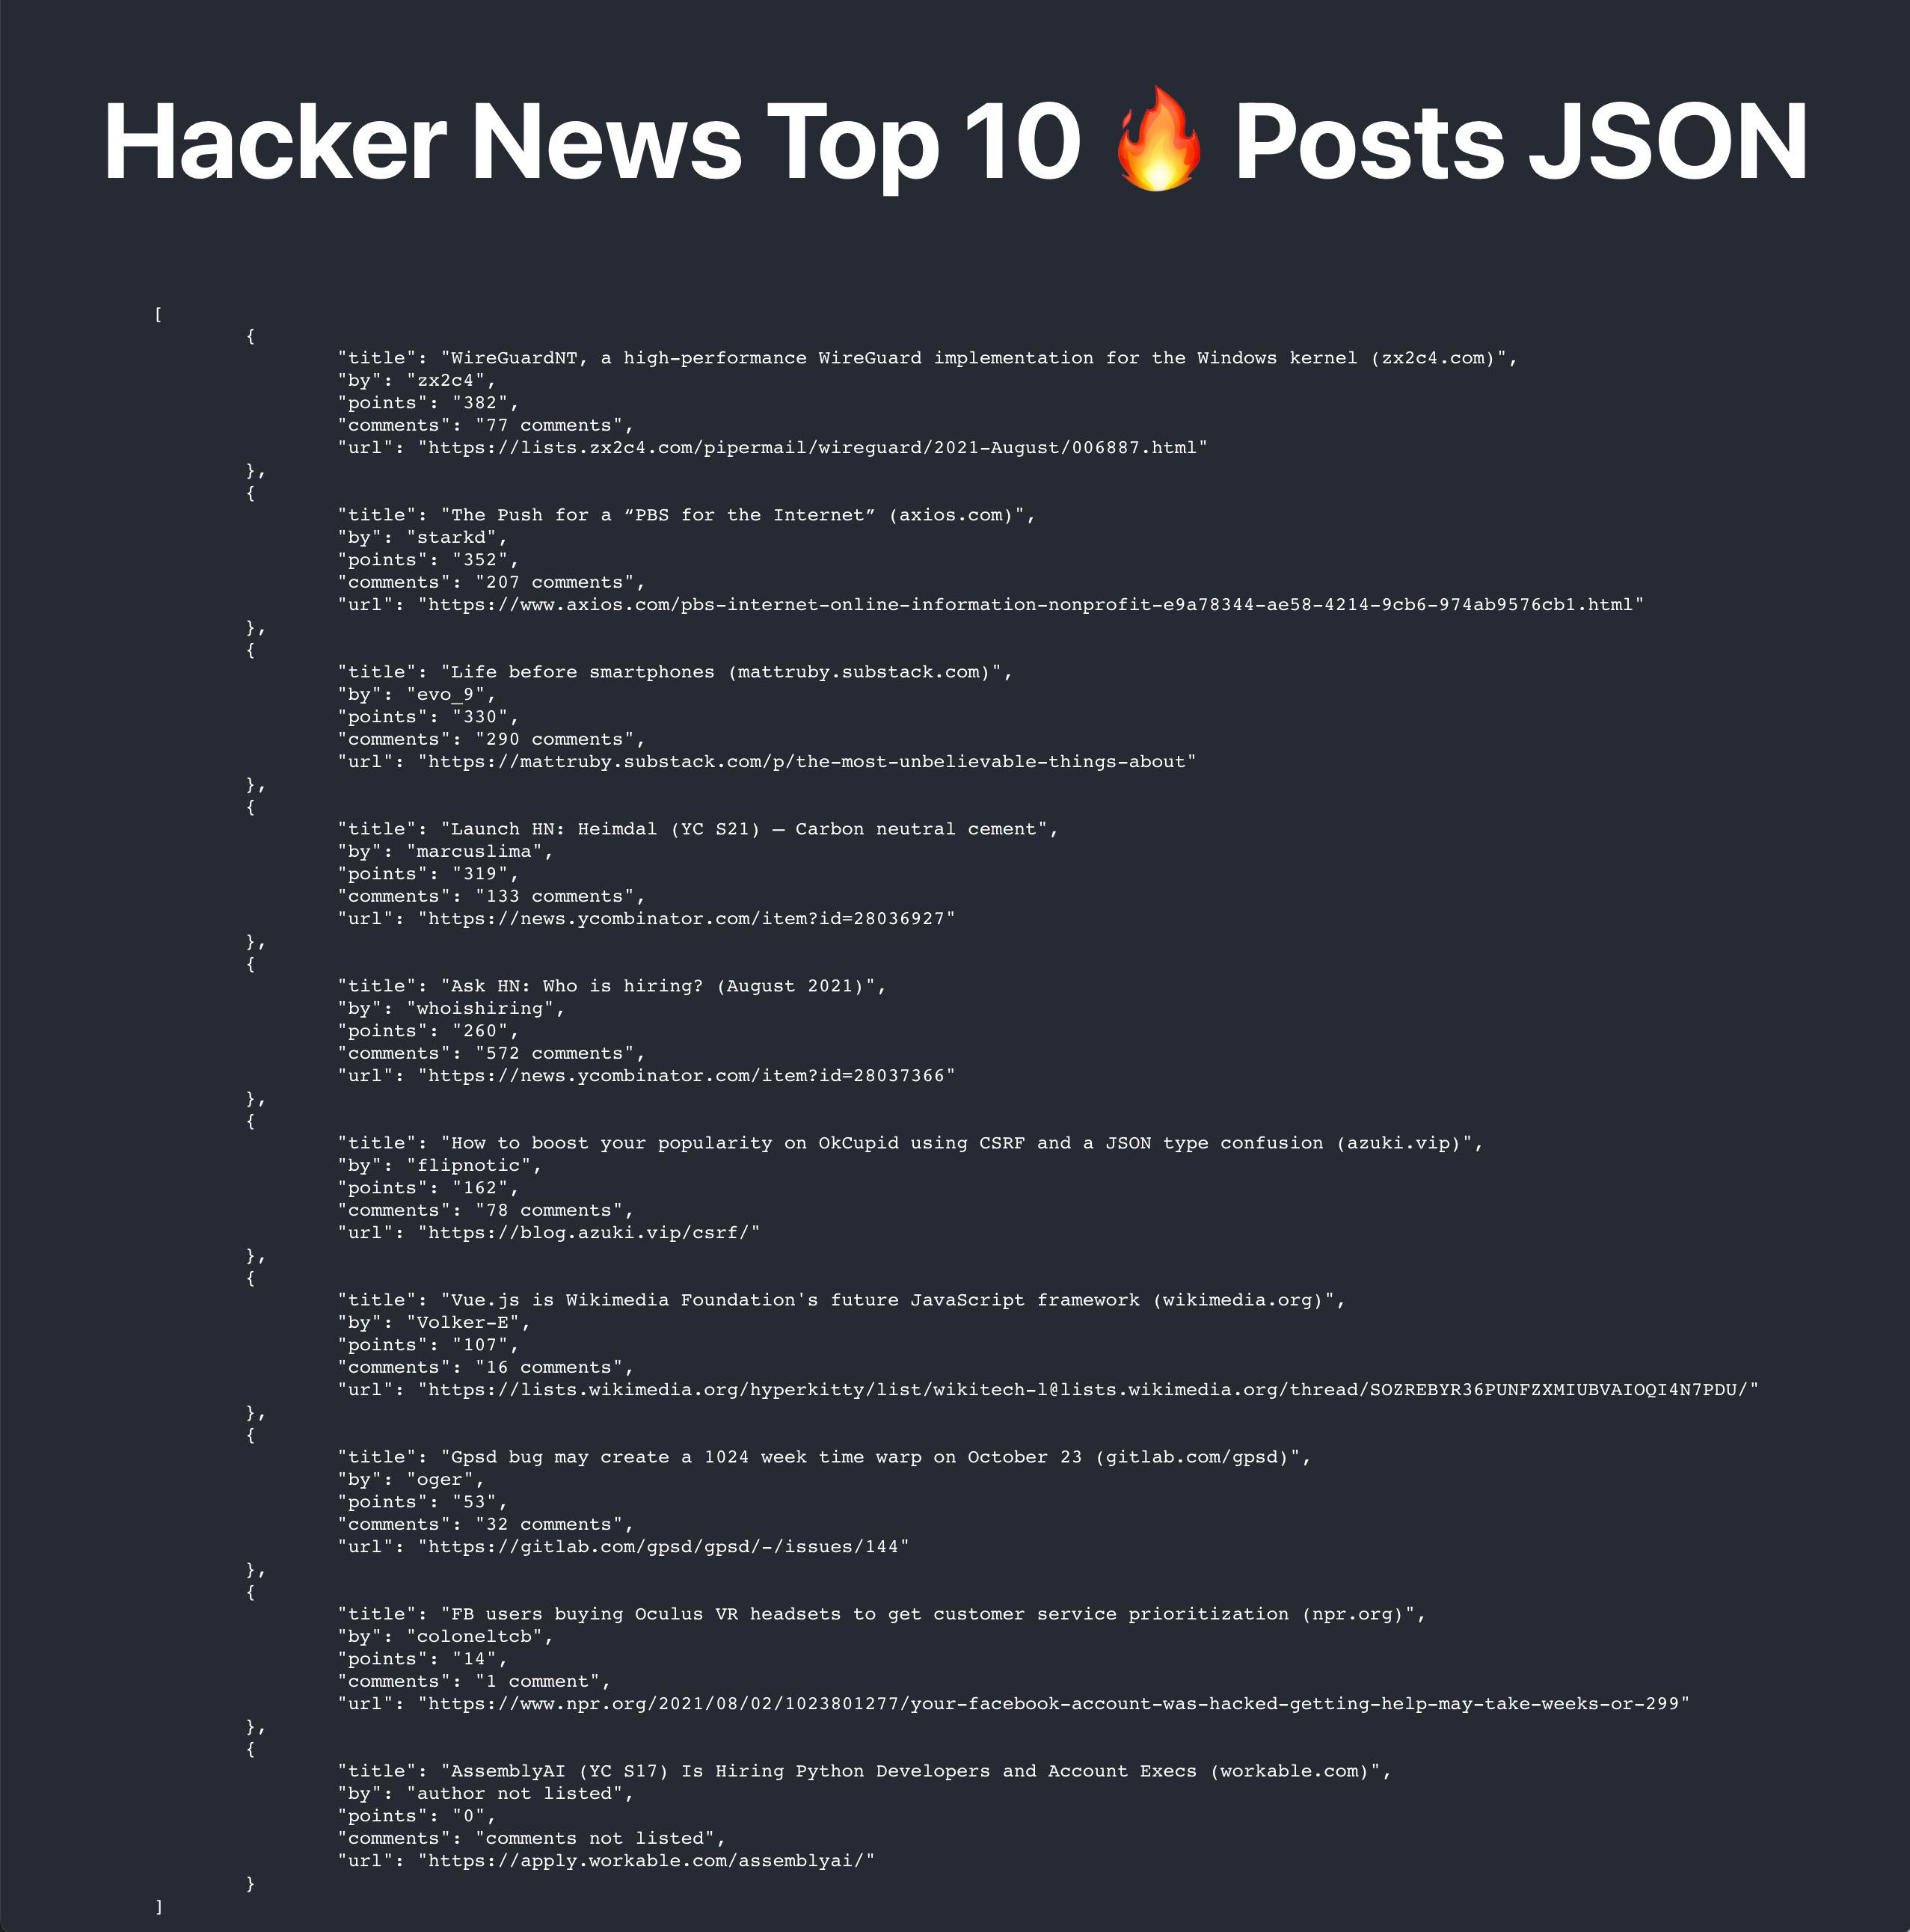 Hacker News Top 10 🔥 Posts JSON
[
{
"title": "WireGuardNT, a high-performance WireGuard implementation for the Windows kernel (zx2c4.com)",
"by": "zx2c4",
"points": "382",
"comments": "77 comments",
"url": "https://lists.zx2c4.com/pipermail/wireguard/2021-August/006887.html"
},
{
"title": "The Push for a “PBS for the Internet” (axios.com)",
"by": "starkd",
"points": "352",
"comments": "207 comments",
"url": "https://www.axios.com/pbs-internet-online-information-nonprofit-e9a78344-ae58-4214-9cb6-974ab9576cb1.html"
},
{
"title": "Life before smartphones (mattruby.substack.com)",
"by": "evo_9",
"points": "330",
"comments": "290 comments",
"url": "https://mattruby.substack.com/p/the-most-unbelievable-things-about"
},
{
"title": "Launch HN: Heimdal (YC S21) – Carbon neutral cement",
"by": "marcuslima",
"points": "319",
"comments": "133 comments",
"url": "https://news.ycombinator.com/item?id=28036927"
},
{
"title": "Ask HN: Who is hiring? (August 2021)",
"by": "whoishiring",
"points": "260",
"comments": "572 comments",
"url": "https://news.ycombinator.com/item?id=28037366"
},
{
"title": "How to boost your popularity on OkCupid using CSRF and a JSON type confusion (azuki.vip)",
"by": "flipnotic",
"points": "162",
"comments": "78 comments",
"url": "https://blog.azuki.vip/csrf/"
},
{
"title": "Vue.js is Wikimedia Foundation's future JavaScript framework (wikimedia.org)",
"by": "Volker-E",
"points": "107",
"comments": "16 comments",
"url": "https://lists.wikimedia.org/hyperkitty/list/wikitech-l@lists.wikimedia.org/thread/SOZREBYR36PUNFZXMIUBVAIOQI4N7PDU/"
},
{
"title": "Gpsd bug may create a 1024 week time warp on October 23 (gitlab.com/gpsd)",
"by": "oger",
"points": "53",
"comments": "32 comments",
"url": "https://gitlab.com/gpsd/gpsd/-/issues/144"
},
{
"title": "FB users buying Oculus VR headsets to get customer service prioritization (npr.org)",
"by": "coloneltcb",
"points": "14",
"comments": "1 comment",
"url": "https://www.npr.org/2021/08/02/1023801277/your-facebook-account-was-hacked-getting-help-may-take-weeks-or-299"
},
{
"title": "AssemblyAI (YC S17) Is Hiring Python Developers and Account Execs (workable.com)",
"by": "author not listed",
"points": "0",
"comments": "comments not listed",
"url": "https://apply.workable.com/assemblyai/"
}
]